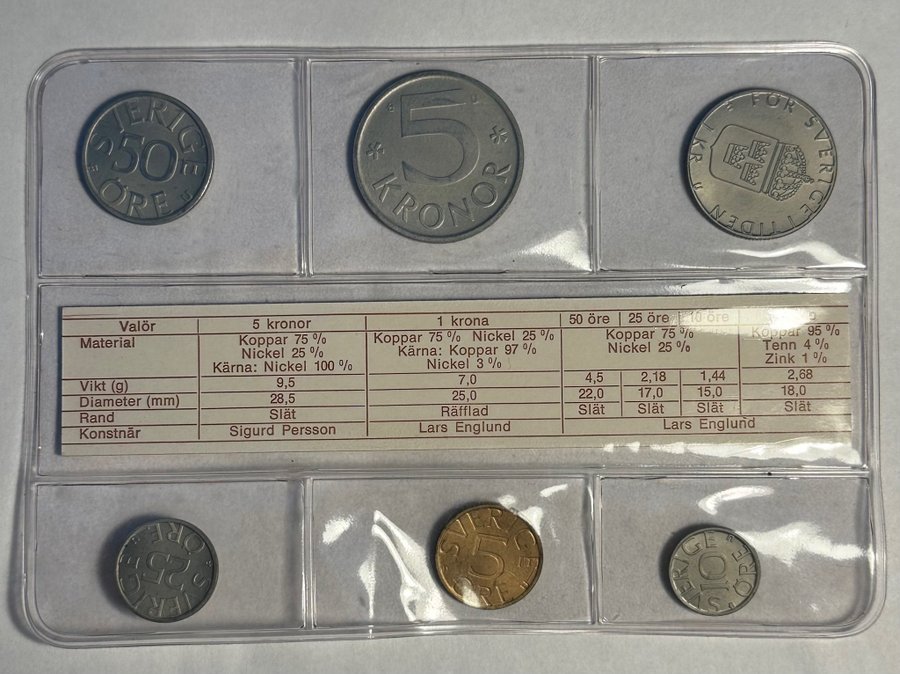 SVERIGE
50
ÖRE
5
KRONOR
1 KR
FÖR SVERIGE I TIDEN
Valör 5 kronor 1 krona 50 öre 25 öre 10 öre
Material Koppar 75 % Koppar 75 % Nickel 25 % Koppar 75 % Koppar 95 %
Nickel 25 % Kärna: Koppar 97 % Nickel 25 % Tenn 4 %
Kärna: Nickel 100 % Nickel 3 % Zink 1 %
Vikt (g) 9,5 7,0 4,5 2,18 1,44 2,68
Diameter (mm) 28,5 25,0 22,0 17,0 15,0 18,0
Rand Slät Räfflad Slät Slät Slät Slät
Konstnär Sigurd Persson Lars Englund Lars Englund
25
ÖRE
SVERIGE
SVERIGE
5
ÖRE
SVERIGE
10
ÖRE